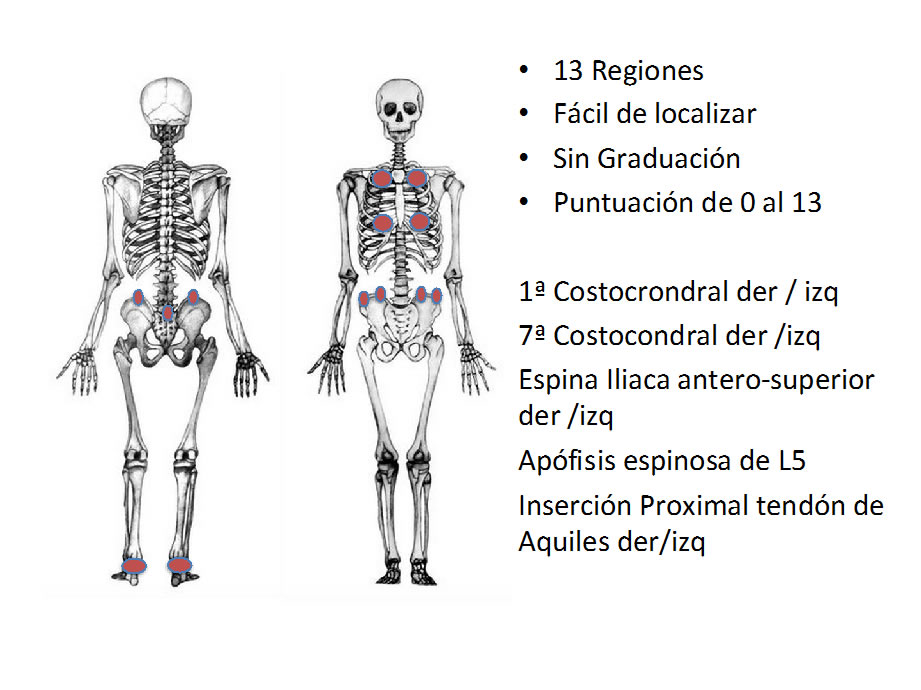 • 13 Regiones
• Fácil de localizar
• Sin Graduación
• Puntuación de 0 al 13
1ª Costocrondral der / izq
7ª Costocondral der /izq
Espina Iliaca antero-superior
der /izq
Apófisis espinosa de L5
Inserción Proximal tendón de
Aquiles der/izq